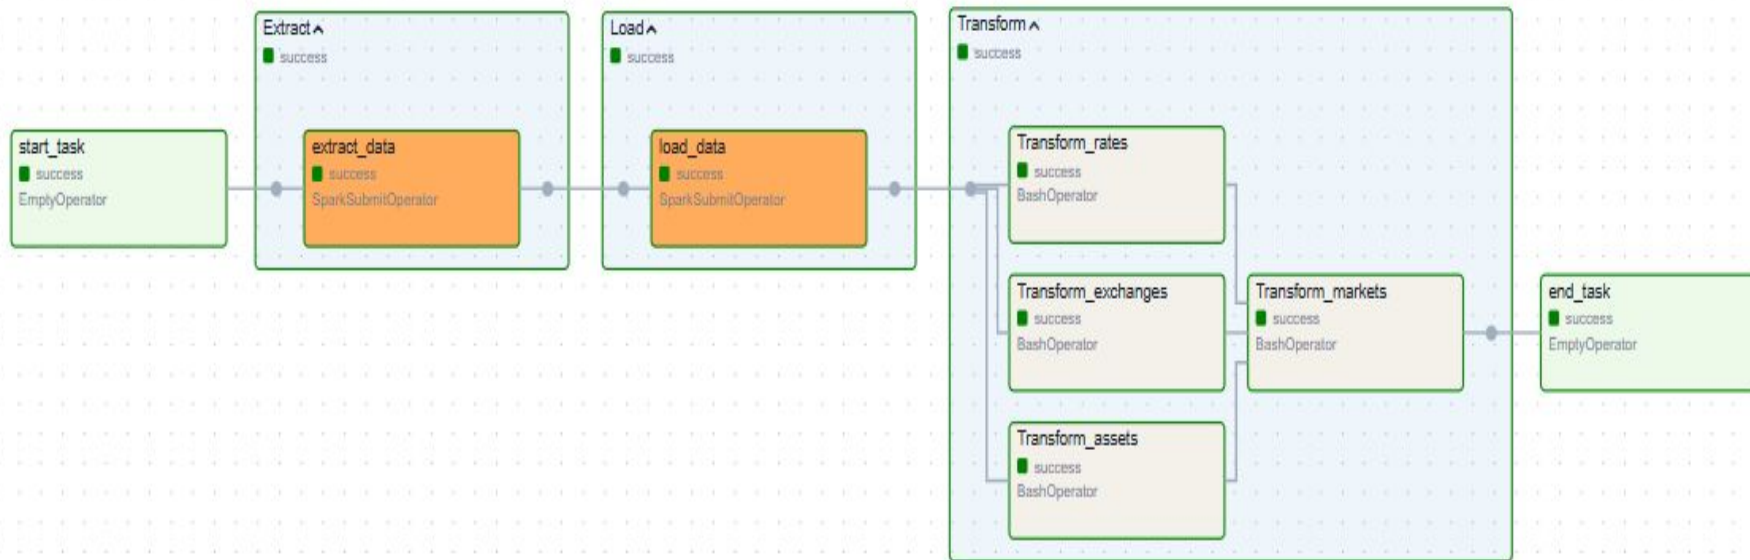 start_task
success
EmptyOperator
Extract
success
extract_data
success
SparkSubmitOperator
Load
success
load_data
success
SparkSubmitOperator
Transform
success
Transform_rates
success
BashOperator
Transform_exchanges
success
BashOperator
Transform_assets
success
BashOperator
Transform_markets
success
BashOperator
end_task
success
EmptyOperator